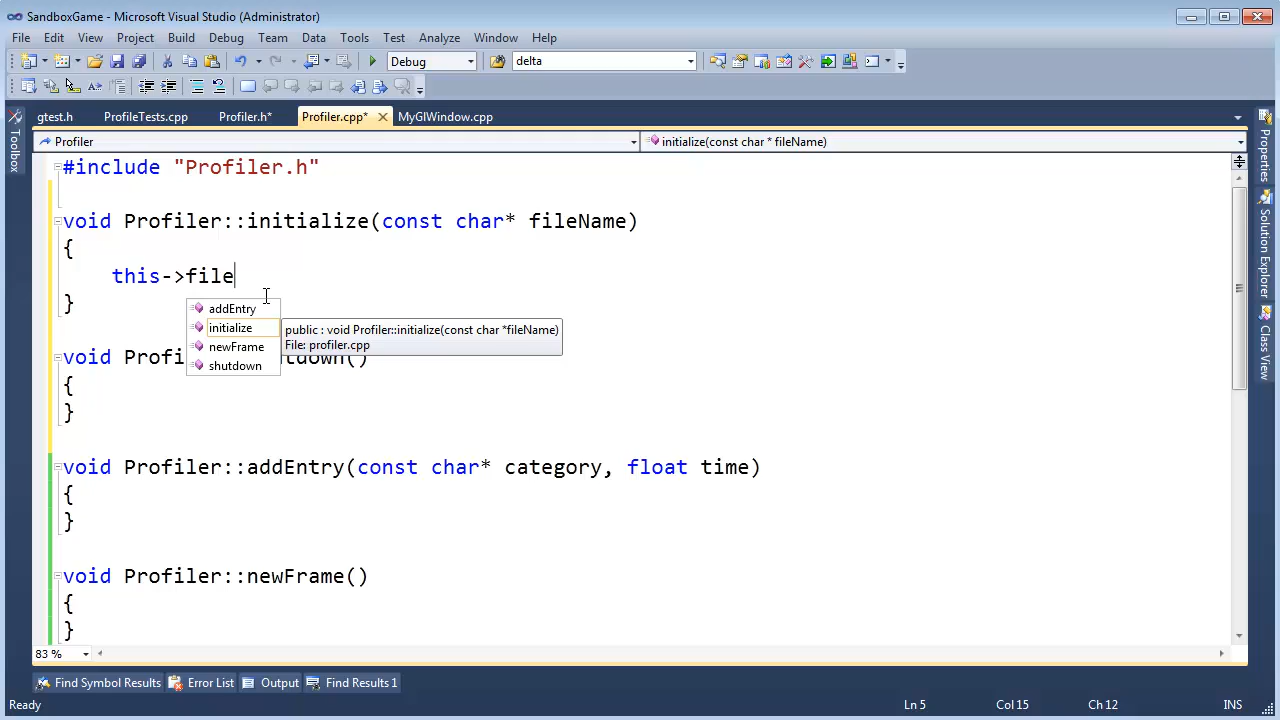 SandboxGame - Microsoft Visual Studio (Administrator)
File Edit View Project Build Debug Team Data Tools Test Analyze Window Help
Debug delta
gtest.h ProfileTests.cpp Profiler.h* Profiler.cpp* MyGlWindow.cpp
Profiler initialize(const char * fileName)
Toolbox
Properties
Solution Explorer
Class View
#include "Profiler.h"
void Profiler::initialize(const char* fileName)
{
this->file
}
addEntry
initialize
newFrame
shutdown
public : void Profiler::initialize(const char *fileName)
File: profiler.cpp
void Profi tdown()
{
}
void Profiler::addEntry(const char* category, float time)
{
}
void Profiler::newFrame()
{
}
83 %
Find Symbol Results Error List Output Find Results 1
Ready Ln 5 Col 15 Ch 12 INS